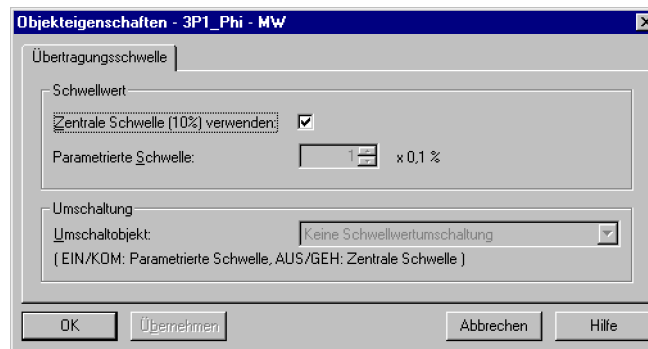 Objekteigenschaften - 3P1_Phi - MW
Übertragungsschwelle
Schwellwert
Zentrale Schwelle (10%) verwenden:
Parametrierte Schwelle: 1 x 0,1 %
Umschaltung
Umschaltobjekt: Keine Schwellwertumschaltung
( EIN/KOM: Parametrierte Schwelle, AUS/GEH: Zentrale Schwelle )
OK Übernehmen Abbrechen Hilfe